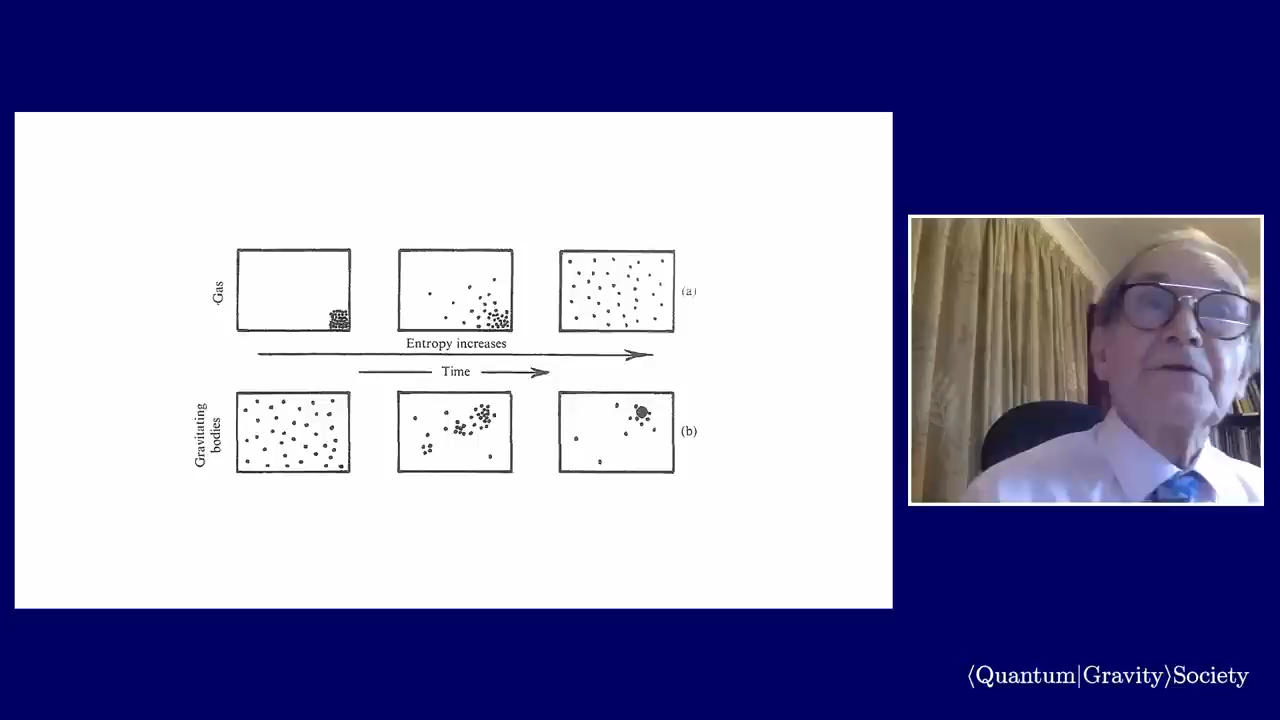 Gas
(a)
Entropy increases
Time
Gravitating
bodies
(b)
⟨Quantum|Gravity⟩Society